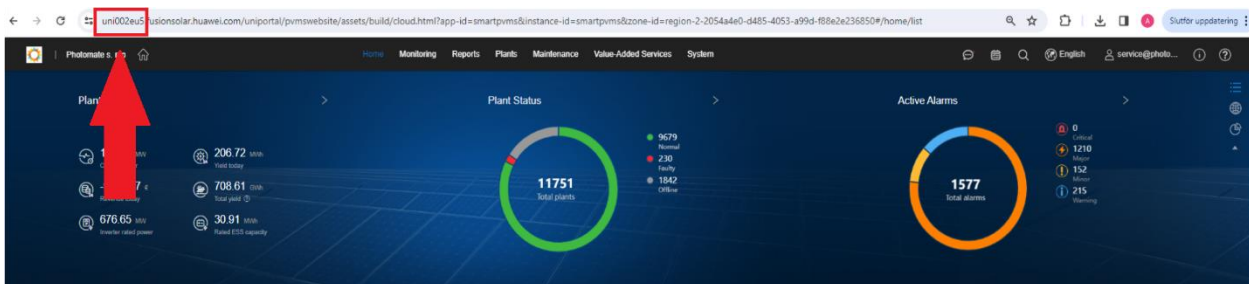 uni002eu5.fusionsolar.huawei.com/uniportal/pvmswebsite/assets/build/cloud.html?app-id=smartpvms&instance-id=smartpvms&zone-id=region-2-2054a4e0-d485-4053-a99d-f88e2e236850#/home/list
Slutför uppdatering
Photomate s.
Home Monitoring Reports Plants Maintenance Value-Added Services System
English service@photo...
Plant Status Active Alarms
9679
Normal
230
Faulty
1842
Offline
11751
Total plants
0
Critical
1210
Major
152
Minor
215
Warning
1577
Total alarms
MW
206.72 MWh
Yield today
7 €
708.61 GWh
Total yield
676.65 MW
Inverter rated power
30.91 MWh
Rated ESS capacity